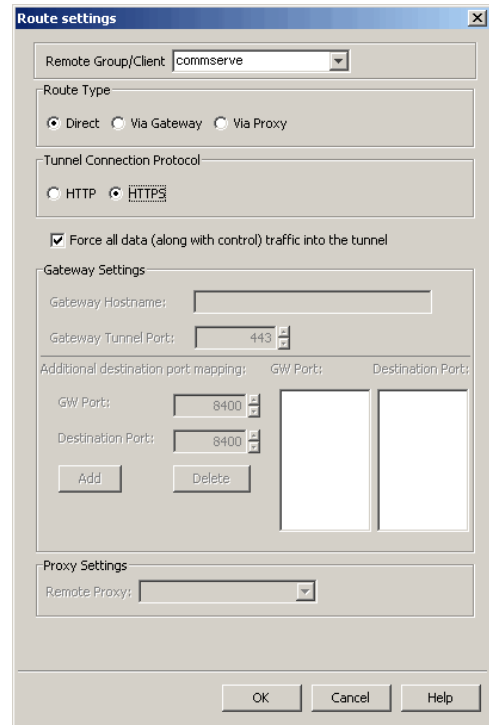 Route settings
Remote Group/Client commserve
Route Type
Direct Via Gateway Via Proxy
Tunnel Connection Protocol
HTTP HTTPS
Force all data (along with control) traffic into the tunnel
Gateway Settings
Gateway Hostname:
Gateway Tunnel Port: 443
Additional destination port mapping: GW Port: Destination Port:
GW Port: 8400
Destination Port: 8400
Add Delete
Proxy Settings
Remote Proxy:
OK Cancel Help